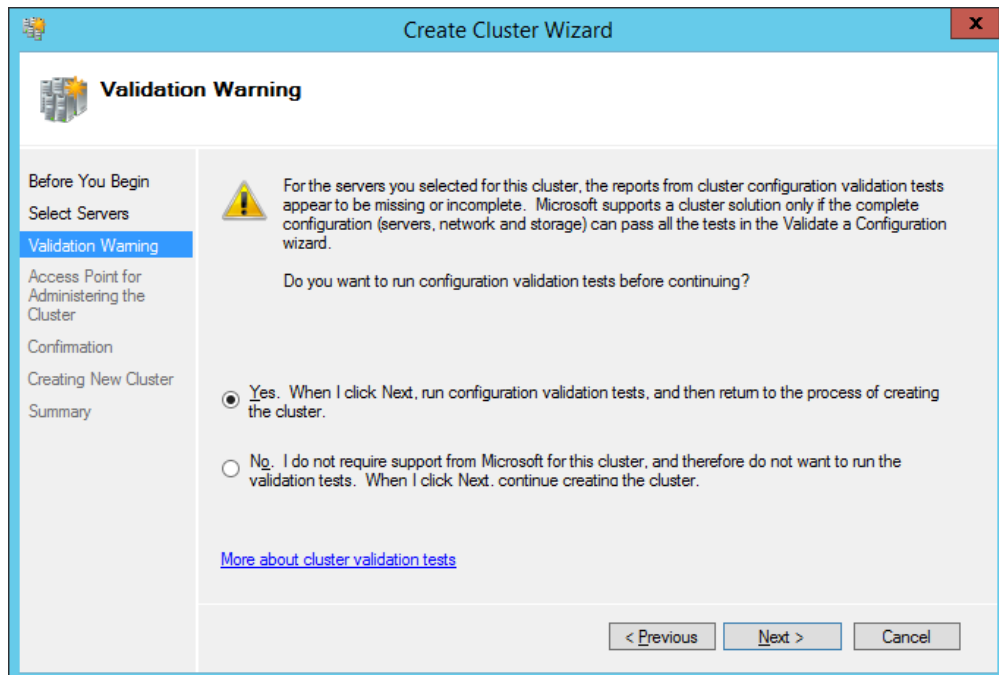 Create Cluster Wizard
x
Validation Warning
Before You Begin
Select Servers
Validation Warning
Access Point for
Administering the
Cluster
Confirmation
Creating New Cluster
Summary
For the servers you selected for this cluster, the reports from cluster configuration validation tests
appear to be missing or incomplete.  Microsoft supports a cluster solution only if the complete
configuration (servers, network and storage) can pass all the tests in the Validate a Configuration
wizard.
Do you want to run configuration validation tests before continuing?
Yes.  When I click Next, run configuration validation tests, and then return to the process of creating
the cluster.
No.  I do not require support from Microsoft for this cluster, and therefore do not want to run the
validation tests.  When I click Next, continue creating the cluster.
More about cluster validation tests
< Previous
Next >
Cancel